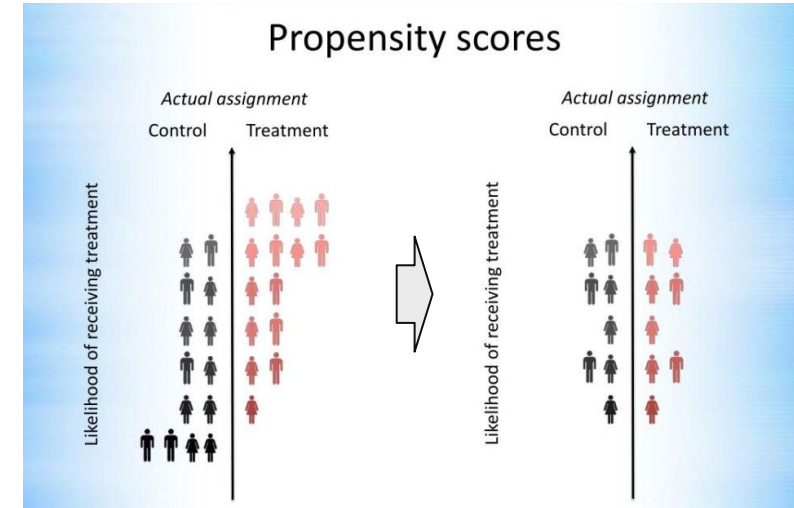 Propensity scores
Actual assignment
Control Treatment
Likelihood of receiving treatment
Actual assignment
Control Treatment
Likelihood of receiving treatment